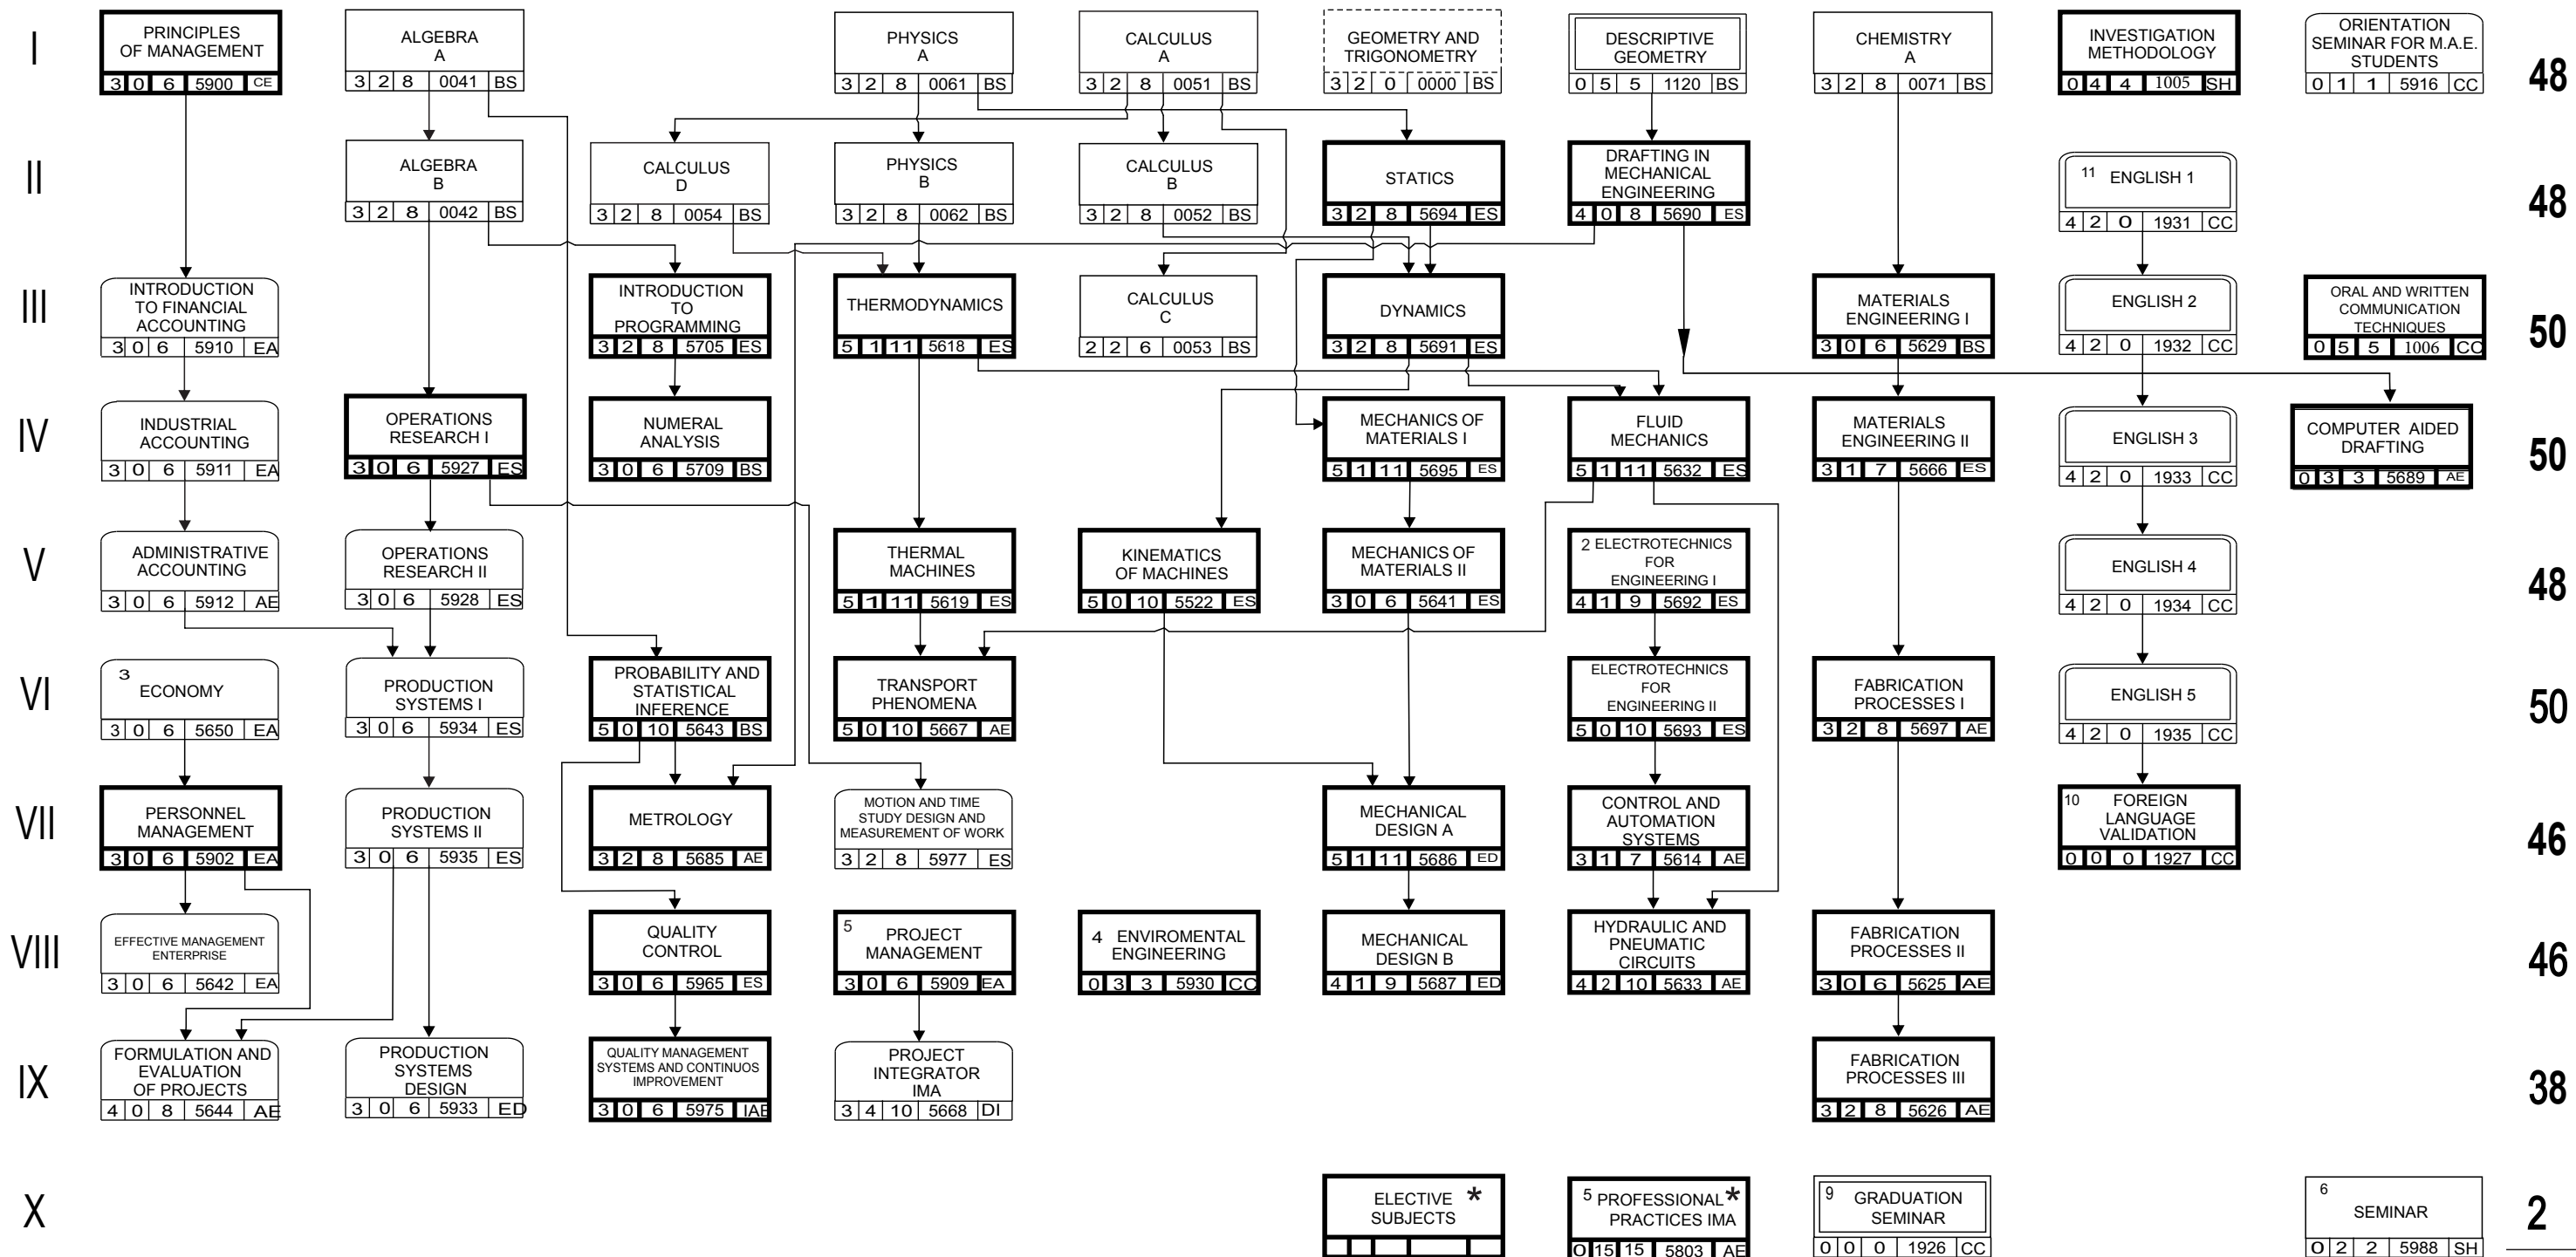 I
PRINCIPLES
OF MANAGEMENT
3 0 6 5900 CE
ALGEBRA
A
3 2 8 0041 BS
PHYSICS
A
3 2 8 0061 BS
CALCULUS
A
3 2 8 0051 BS
GEOMETRY AND
TRIGONOMETRY
3 2 0 0000 BS
DESCRIPTIVE
GEOMETRY
0 5 5 1120 BS
CHEMISTRY
A
3 2 8 0071 BS
INVESTIGATION
METHODOLOGY
0 4 4 1005 SH
ORIENTATION
SEMINAR FOR M.A.E.
STUDENTS
0 1 1 5916 CC
48
II
ALGEBRA
B
3 2 8 0042 BS
CALCULUS
D
3 2 8 0054 BS
PHYSICS
B
3 2 8 0062 BS
CALCULUS
B
3 2 8 0052 BS
STATICS
3 2 8 5694 ES
DRAFTING IN
MECHANICAL
ENGINEERING
4 0 8 5690 ES
11 ENGLISH 1
4 2 0 1931 CC
48
III
INTRODUCTION
TO FINANCIAL
ACCOUNTING
3 0 6 5910 EA
INTRODUCTION
TO
PROGRAMMING
3 2 8 5705 ES
THERMODYNAMICS
5 1 11 5618 ES
CALCULUS
C
2 2 6 0053 BS
DYNAMICS
3 2 8 5691 ES
MATERIALS
ENGINEERING I
3 0 6 5629 BS
ENGLISH 2
4 2 0 1932 CC
ORAL AND WRITTEN
COMMUNICATION
TECHNIQUES
0 5 5 1006 CC
50
IV
INDUSTRIAL
ACCOUNTING
3 0 6 5911 EA
OPERATIONS
RESEARCH I
3 0 6 5927 ES
NUMERAL
ANALYSIS
3 0 6 5709 BS
MECHANICS OF
MATERIALS I
5 1 11 5695 ES
FLUID
MECHANICS
5 1 11 5632 ES
MATERIALS
ENGINEERING II
3 1 7 5666 ES
ENGLISH 3
4 2 0 1933 CC
COMPUTER AIDED
DRAFTING
0 3 3 5689 AE
50
V
ADMINISTRATIVE
ACCOUNTING
3 0 6 5912 AE
OPERATIONS
RESEARCH II
3 0 6 5928 ES
THERMAL
MACHINES
5 1 11 5619 ES
KINEMATICS
OF MACHINES
5 0 10 5522 ES
MECHANICS OF
MATERIALS II
3 0 6 5641 ES
2 ELECTROTECHNICS
FOR
ENGINEERING I
4 1 9 5692 ES
ENGLISH 4
4 2 0 1934 CC
48
VI
3
ECONOMY
3 0 6 5650 EA
PRODUCTION
SYSTEMS I
3 0 6 5934 ES
PROBABILITY AND
STATISTICAL
INFERENCE
5 0 10 5643 BS
TRANSPORT
PHENOMENA
5 0 10 5667 AE
ELECTROTECHNICS
FOR
ENGINEERING II
5 0 10 5693 ES
FABRICATION
PROCESSES I
3 2 8 5697 AE
ENGLISH 5
4 2 0 1935 CC
50
VII
PERSONNEL
MANAGEMENT
3 0 6 5902 EA
PRODUCTION
SYSTEMS II
3 0 6 5935 ES
METROLOGY
3 2 8 5685 AE
MOTION AND TIME
STUDY DESIGN AND
MEASUREMENT OF WORK
3 2 8 5977 ES
MECHANICAL
DESIGN A
5 1 11 5686 ED
CONTROL AND
AUTOMATION
SYSTEMS
3 1 7 5614 AE
10 FOREIGN
LANGUAGE
VALIDATION
0 0 0 1927 CC
46
VIII
EFFECTIVE MANAGEMENT
ENTERPRISE
3 0 6 5642 EA
QUALITY
CONTROL
3 0 6 5965 ES
5 PROJECT
MANAGEMENT
3 0 6 5909 EA
4 ENVIROMENTAL
ENGINEERING
0 3 3 5930 CC
MECHANICAL
DESIGN B
4 1 9 5687 ED
HYDRAULIC AND
PNEUMATIC
CIRCUITS
4 2 10 5633 AE
FABRICATION
PROCESSES II
3 0 6 5625 AE
46
IX
FORMULATION AND
EVALUATION
OF PROJECTS
4 0 8 5644 AE
PRODUCTION
SYSTEMS
DESIGN
3 0 6 5933 ED
QUALITY MANAGEMENT
SYSTEMS AND CONTINUOS
IMPROVEMENT
3 0 6 5975 IAE
PROJECT
INTEGRATOR
IMA
3 4 10 5668 DI
FABRICATION
PROCESSES III
3 2 8 5626 AE
38
X
ELECTIVE *
SUBJECTS
5 PROFESSIONAL *
PRACTICES IMA
0 15 15 5803 AE
9 GRADUATION
SEMINAR
0 0 0 1926 CC
6
SEMINAR
0 2 2 5988 SH
2